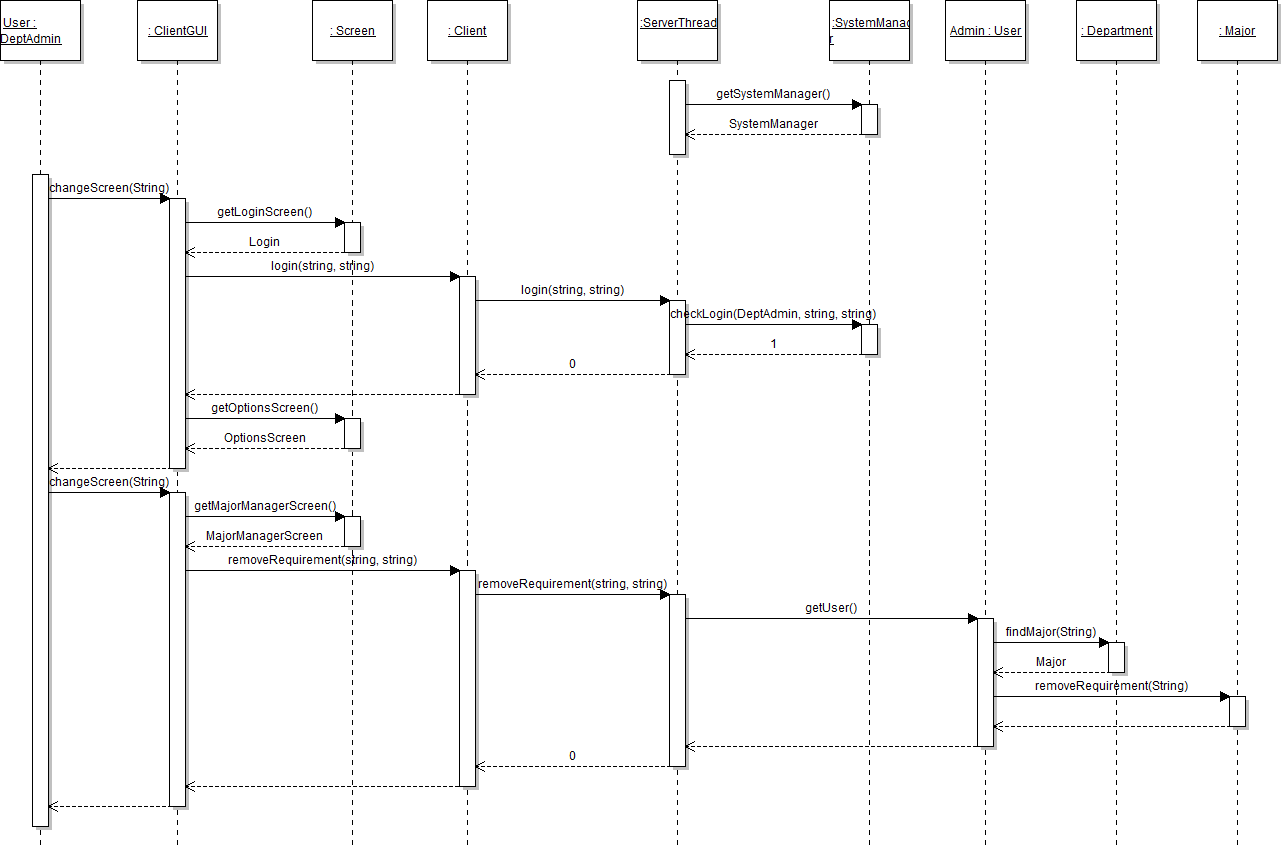 User :
DeptAdmin
: ClientGUI
: Screen
: Client
:ServerThread
:SystemManag
r
Admin : User
: Department
: Major
getSystemManager()
SystemManager
changeScreen(String)
getLoginScreen()
Login
login(string, string)
login(string, string)
checkLogin(DeptAdmin, string, string)
1
0
getOptionsScreen()
OptionsScreen
changeScreen(String)
getMajorManagerScreen()
MajorManagerScreen
removeRequirement(string, string)
removeRequirement(string, string)
getUser()
findMajor(String)
Major
removeRequirement(String)
0